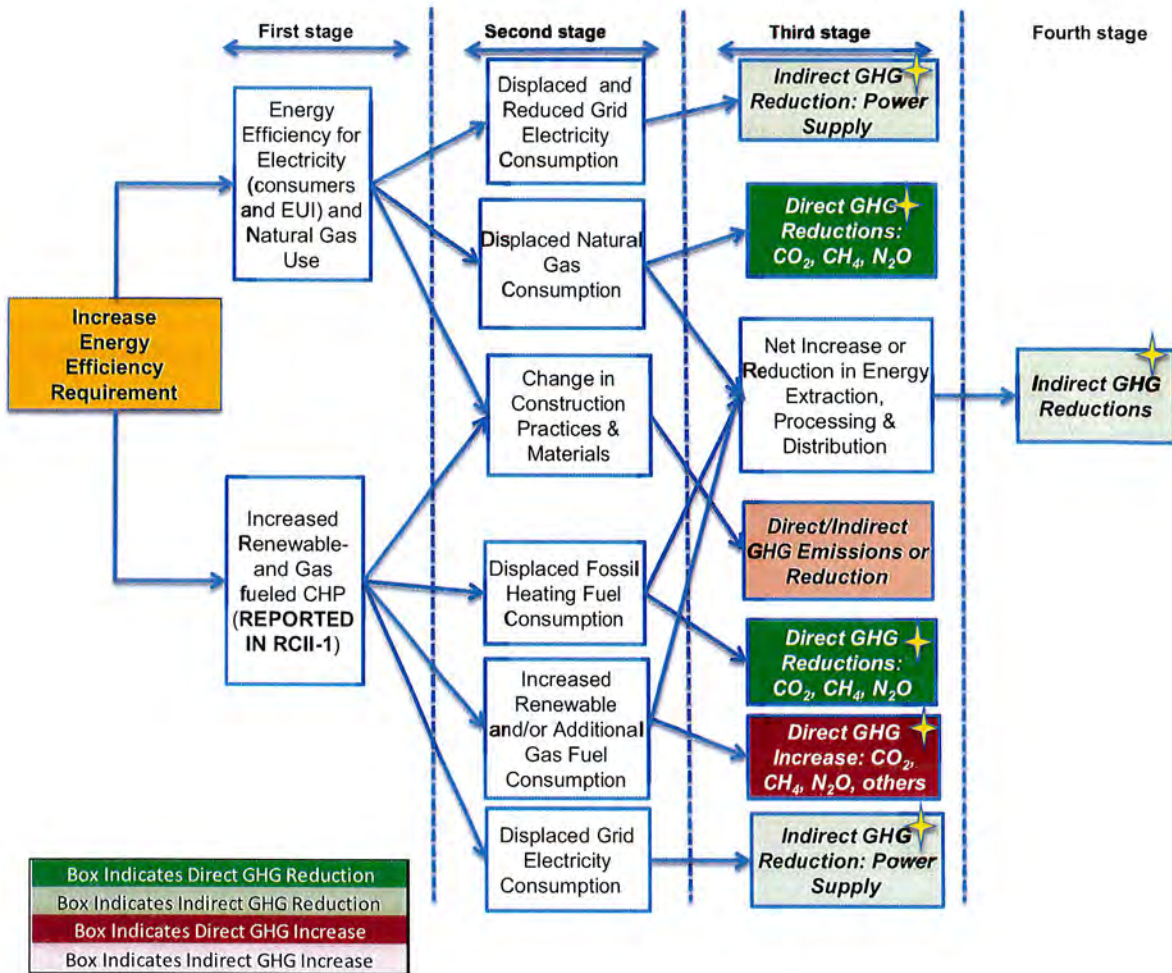 First stage
Second stage
Third stage
Fourth stage
Increase
Energy
Efficiency
Requirement
Energy
Efficiency for
Electricity
(consumers
and EUI) and
Natural Gas
Use
Increased
Renewable-
and Gas
fueled CHP
(REPORTED
IN RCII-1)
Displaced and
Reduced Grid
Electricity
Consumption
Displaced Natural
Gas
Consumption
Change in
Construction
Practices &
Materials
Displaced Fossil
Heating Fuel
Consumption
Increased
Renewable
and/or Additional
Gas Fuel
Consumption
Displaced Grid
Electricity
Consumption
Indirect GHG
Reduction: Power
Supply
Direct GHG
Reductions:
CO₂, CH₄, N₂O
Net Increase or
Reduction in Energy
Extraction,
Processing &
Distribution
Direct/Indirect
GHG Emissions or
Reduction
Direct GHG
Reductions:
CO₂, CH₄, N₂O
Direct GHG
Increase: CO₂,
CH₄, N₂O, others
Indirect GHG
Reduction: Power
Supply
Indirect GHG
Reductions
Box Indicates Direct GHG Reduction
Box Indicates Indirect GHG Reduction
Box Indicates Direct GHG Increase
Box Indicates Indirect GHG Increase